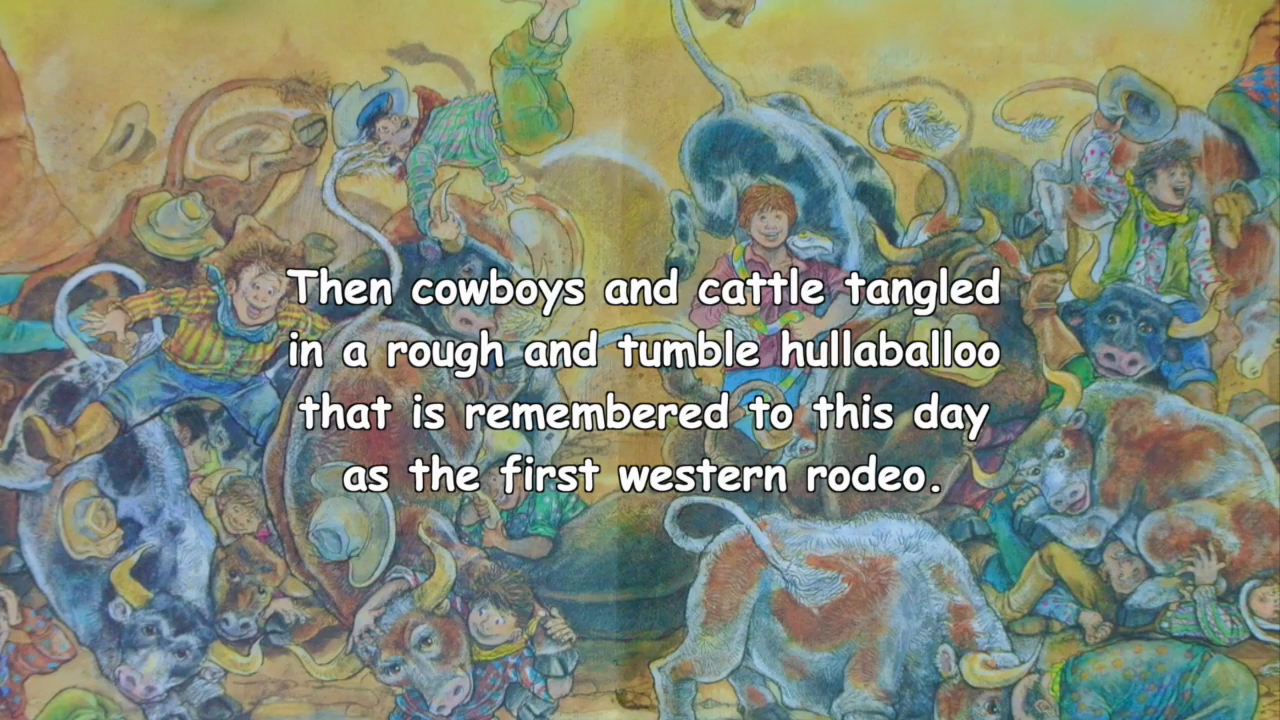 Then cowboys and cattle tangled
in a rough and tumble hullaballoo
that is remembered to this day
as the first western rodeo.